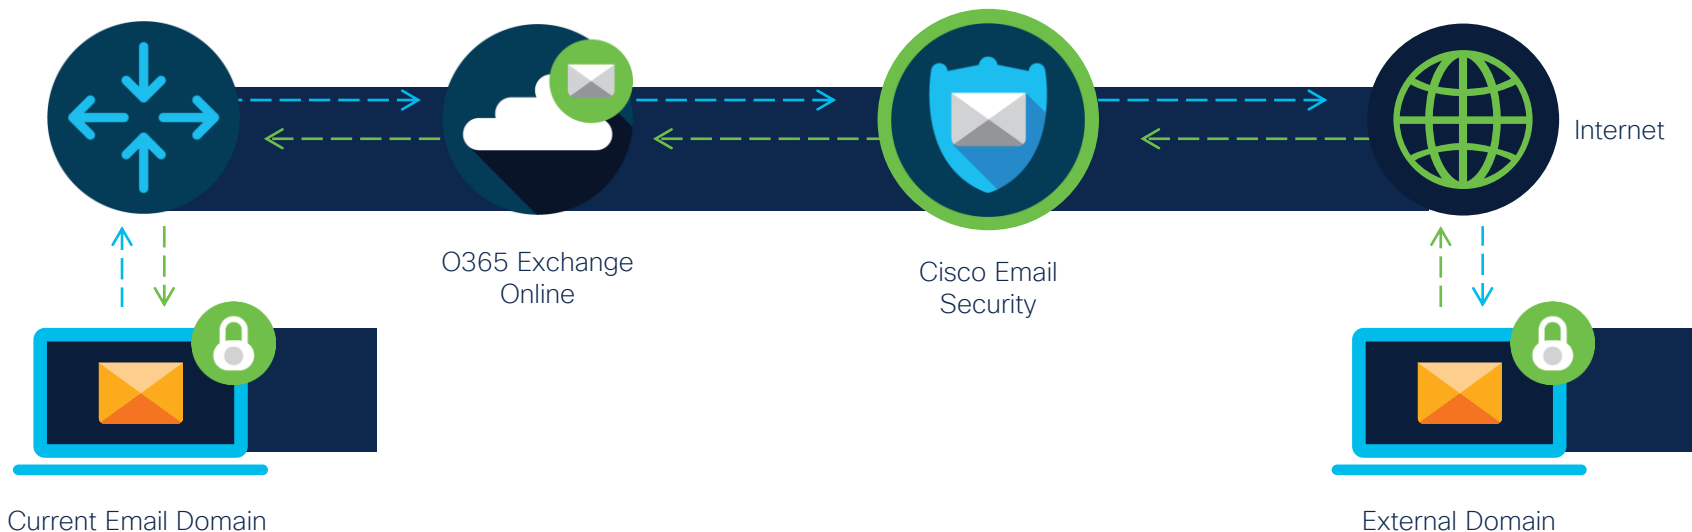 Internet
O365 Exchange
Online
Cisco Email
Security
Current Email Domain
External Domain